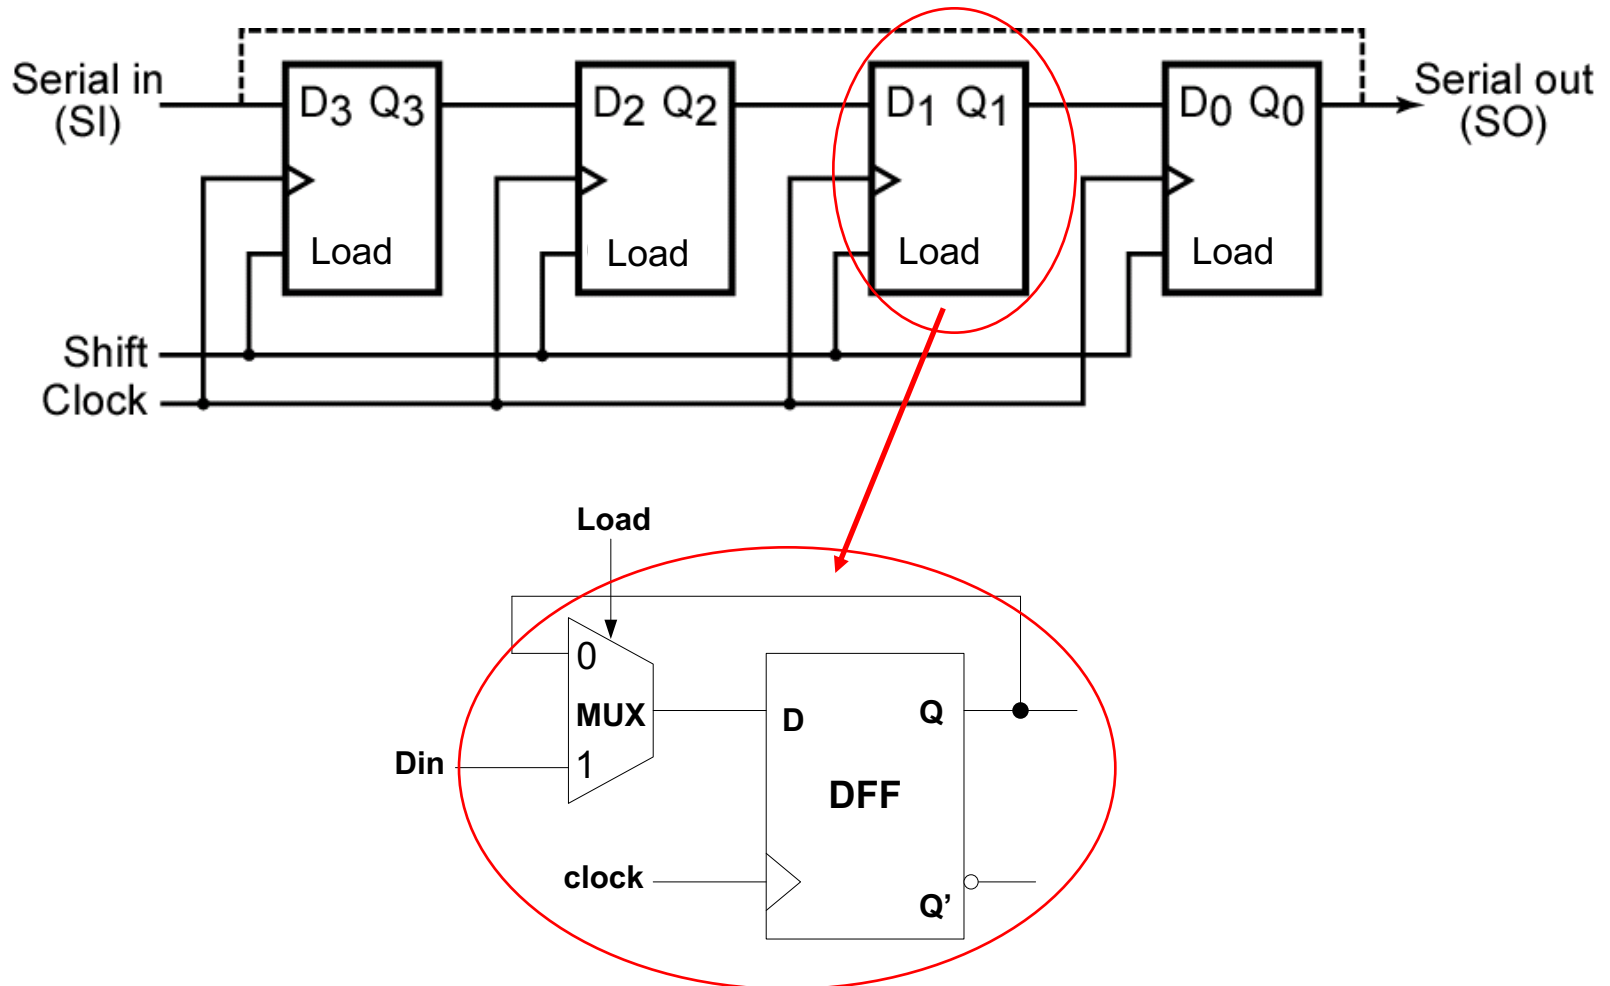 Serial in
(SI)
D3 Q3
D2 Q2
D1 Q1
D0 Q0
Serial out
(SO)
Load
Load
Load
Load
Shift
Clock
Load
0
MUX
1
Din
D
Q
DFF
clock
Q’